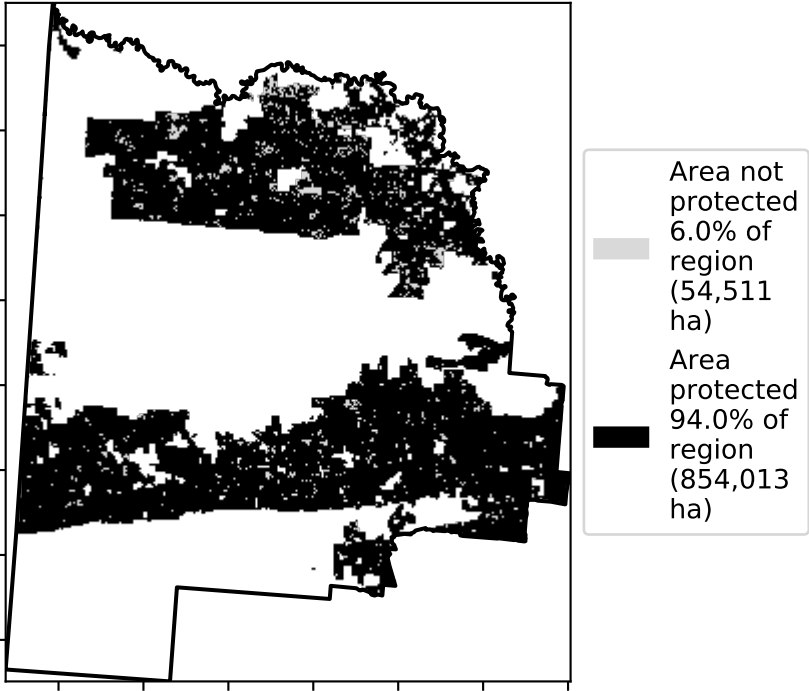 Area not
protected
6.0% of
region
(54,511
ha)
Area
protected
94.0% of
region
(854,013
ha)